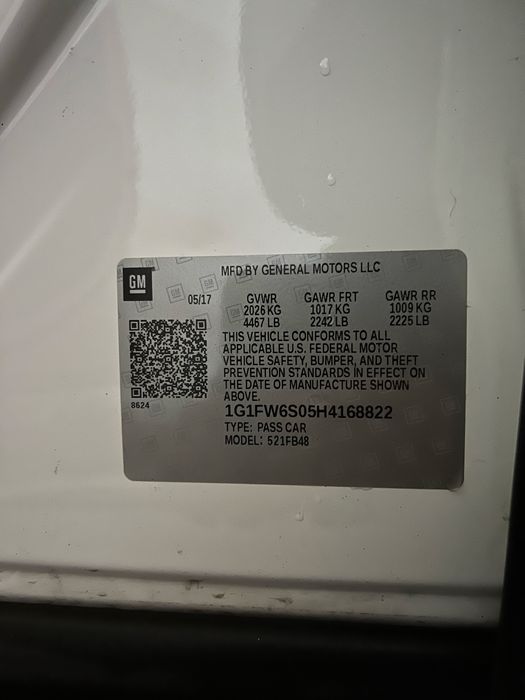 GM
MFD BY GENERAL MOTORS LLC
05/17 GVWR GAWR FRT GAWR RR
2026 KG 1017 KG 1009 KG
4467 LB 2242 LB 2225 LB
THIS VEHICLE CONFORMS TO ALL
APPLICABLE U.S. FEDERAL MOTOR
VEHICLE SAFETY, BUMPER, AND THEFT
PREVENTION STANDARDS IN EFFECT ON
THE DATE OF MANUFACTURE SHOWN
ABOVE.
8624
1G1FW6S05H4168822
TYPE: PASS CAR
MODEL: 521FB48